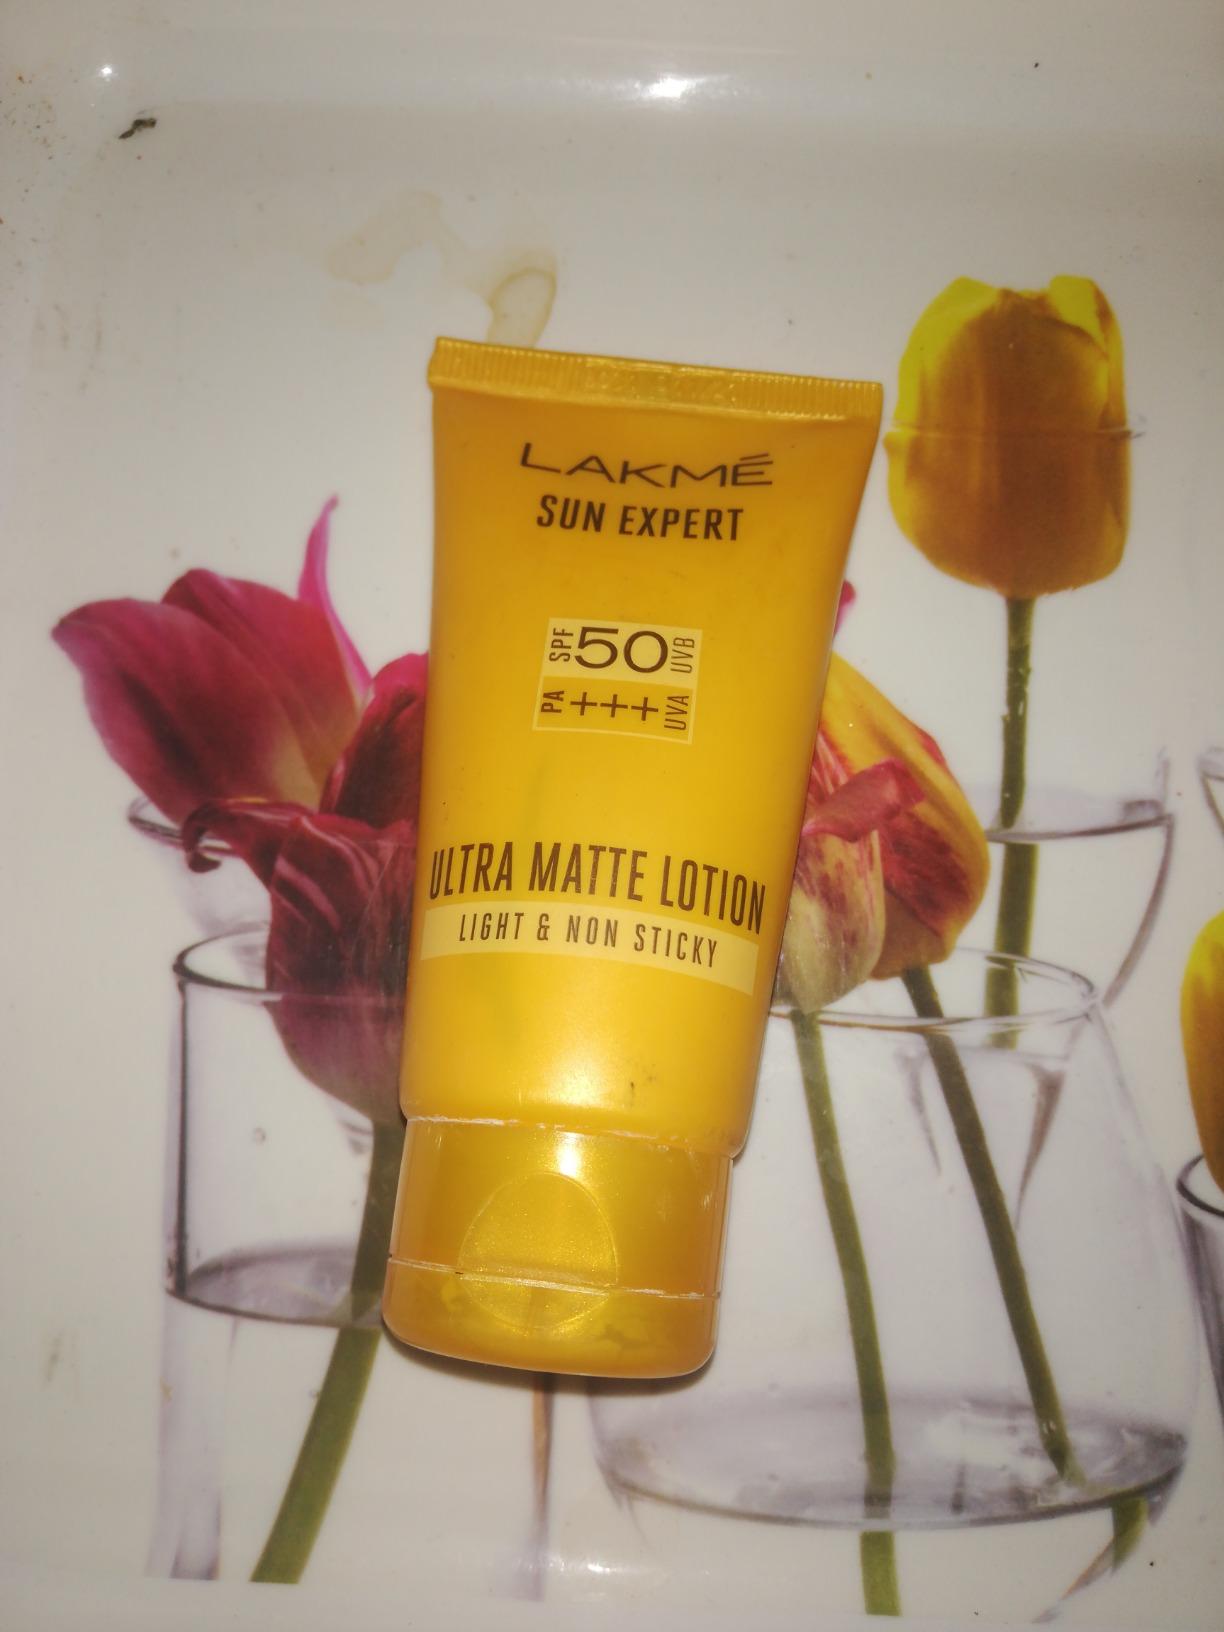 LAKMÉ
SUN EXPERT
SPF 50 UVB
PA +++ UVA
ULTRA MATTE LOTION
LIGHT & NON STICKY